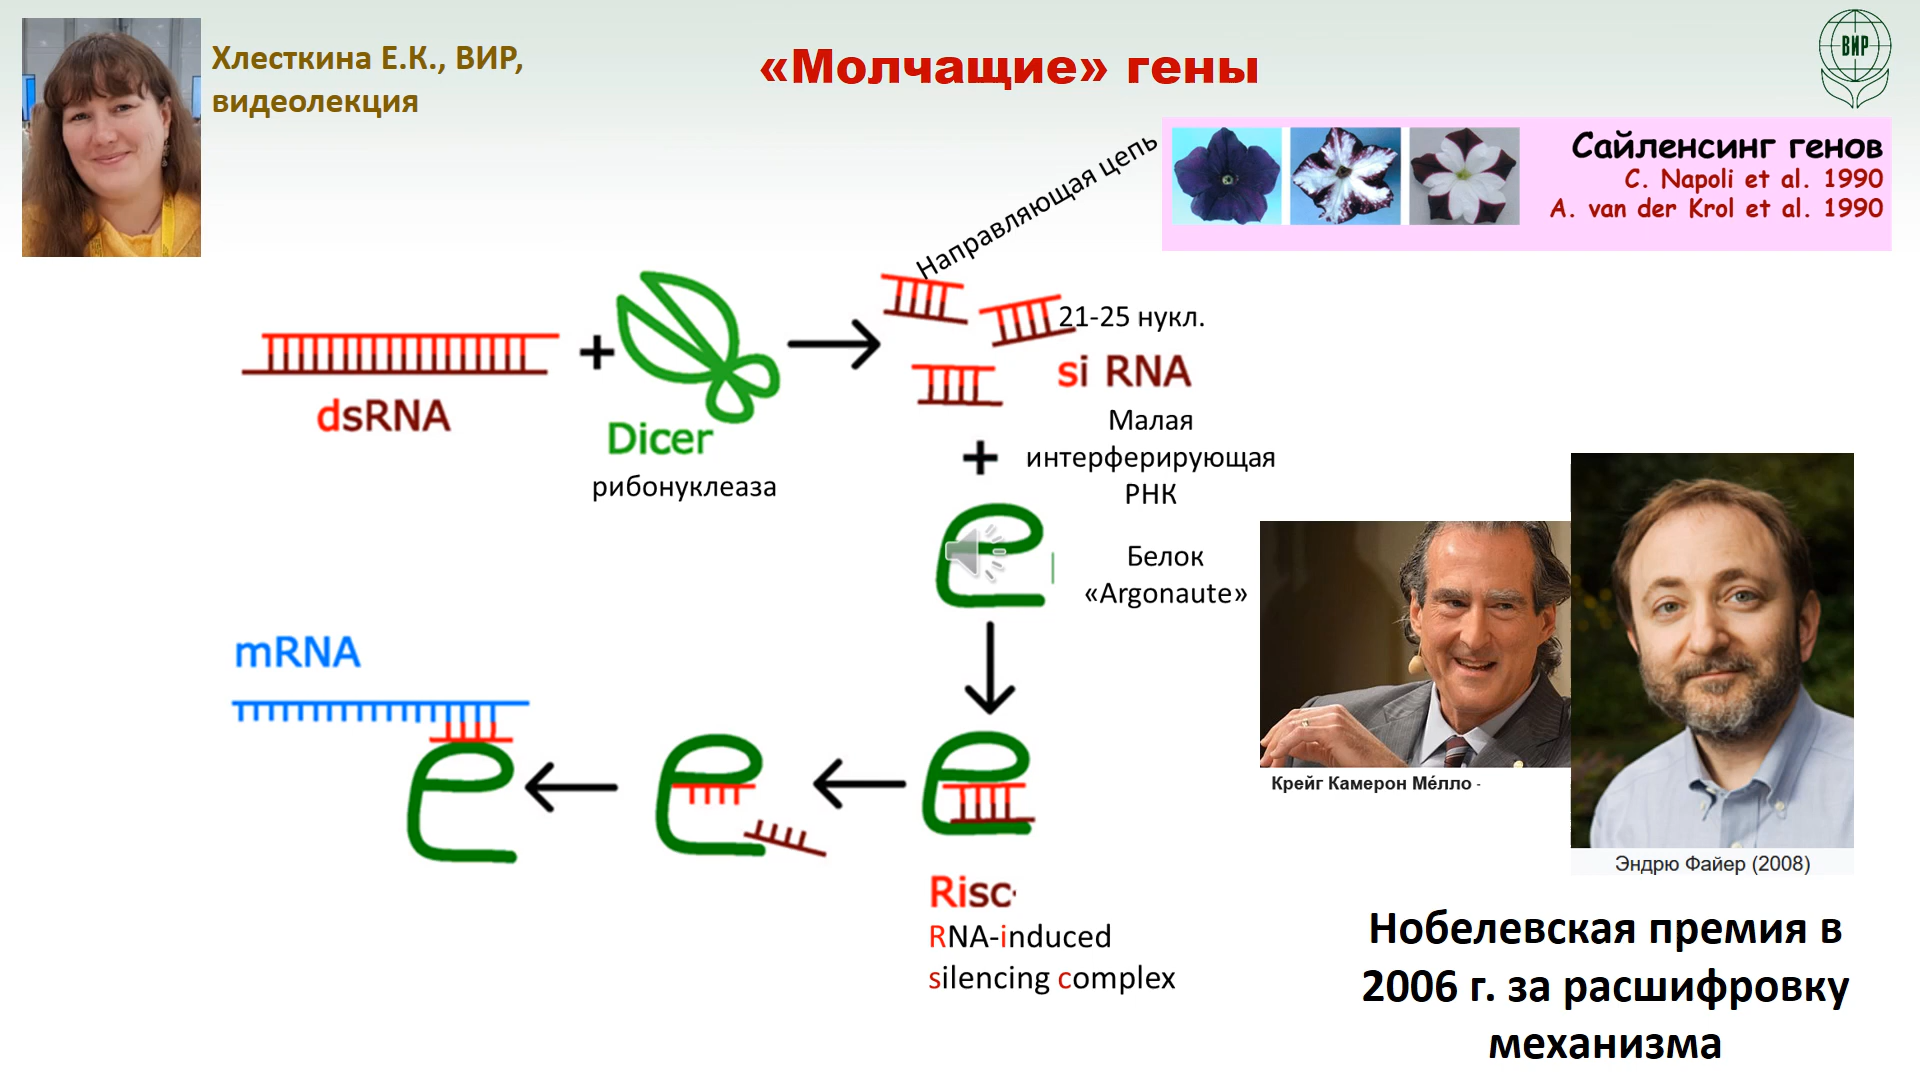 Хлесткина Е.К., ВИР,
видеолекция
«Молчащие» гены
ВИР
Сайленсинг генов
C. Napoli et al. 1990
A. van der Krol et al. 1990
Направляющая цепь
21-25 нукл.
si RNA
Малая
интерферирующая
РНК
dsRNA
+
Dicer
рибонуклеаза
+
Белок
«Argonaute»
mRNA
Risc
RNA-induced
silencing complex
Крейг Камерон Ме́лло -
Эндрю Файер (2008)
Нобелевская премия в
2006 г. за расшифровку
механизма